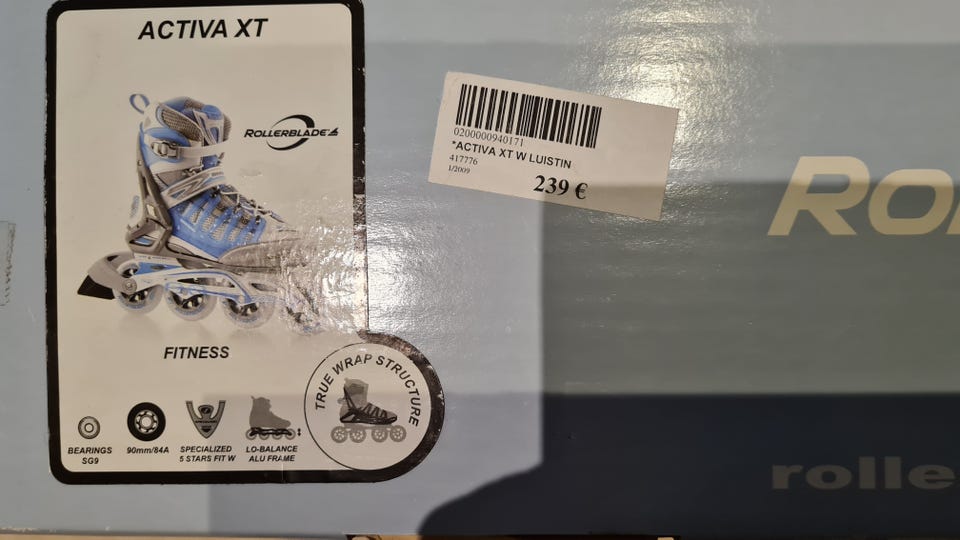 ACTIVA XT
ROLLERBLADE
FITNESS
TRUE WRAP STRUCTURE
BEARINGS
SG9
90mm/84A
SPECIALIZED
5 STARS FIT W
LO-BALANCE
ALU FRAME
0200000940171
*ACTIVA XT W LUISTIN
417776
1/2009
239 €
ROL
rolle